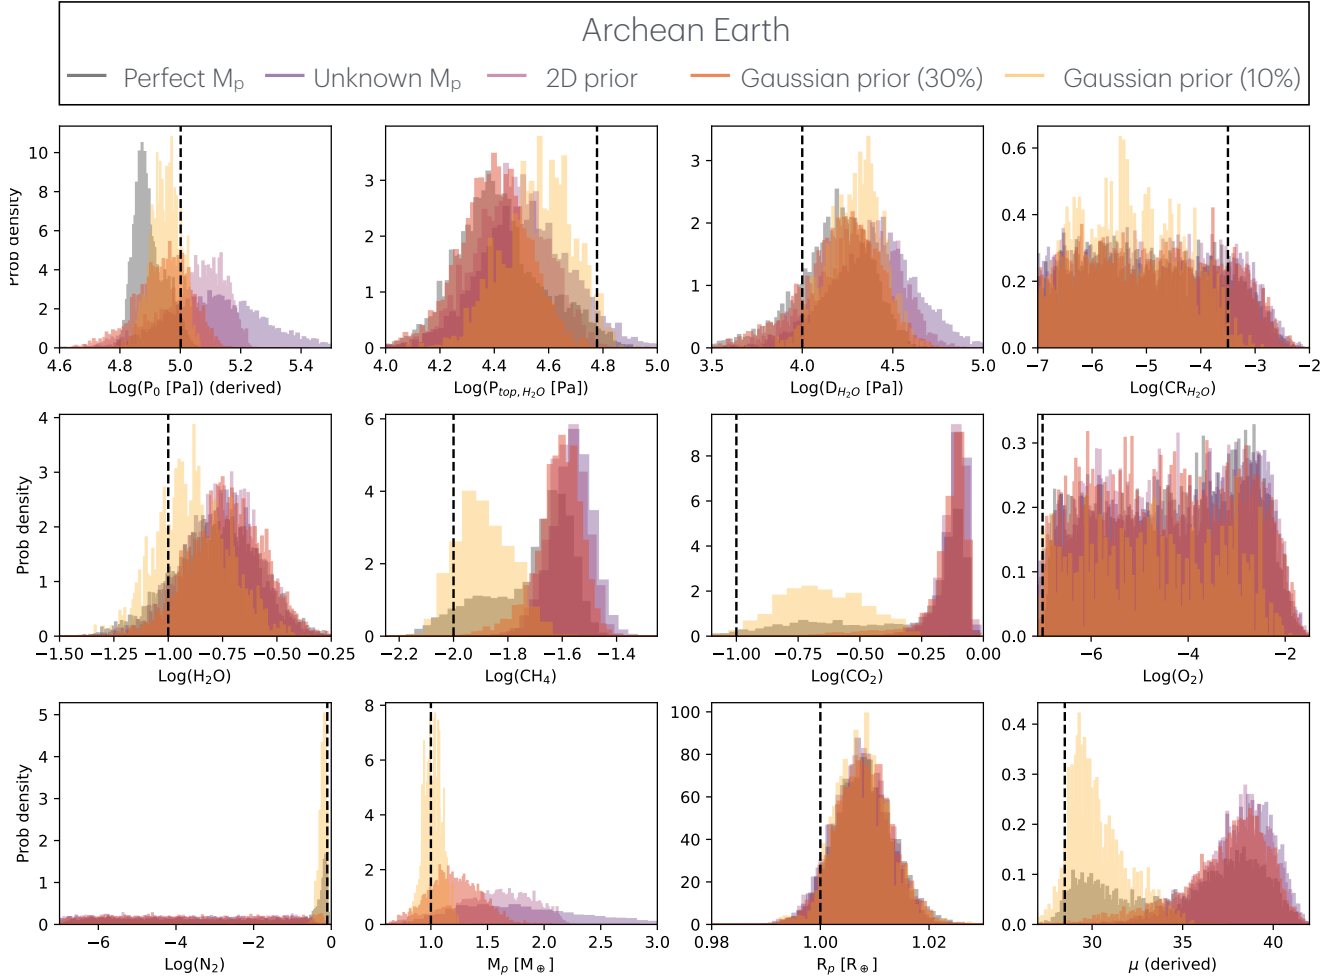 Archean Earth
Perfect Mₚ Unknown Mₚ 2D prior Gaussian prior (30%) Gaussian prior (10%)
Prob density
10
8
6
4
2
0
4.6 4.8 5.0 5.2 5.4
Log(P₀ [Pa]) (derived)
3
2
1
0
4.0 4.2 4.4 4.6 4.8 5.0
Log(P_top,H₂O [Pa])
3
2
1
0
3.5 4.0 4.5 5.0
Log(D_H₂O [Pa])
0.6
0.4
0.2
0.0
−7 −6 −5 −4 −3 −2
Log(CR_H₂O)
Prob density
4
3
2
1
0
−1.50 −1.25 −1.00 −0.75 −0.50 −0.25
Log(H₂O)
6
4
2
0
−2.2 −2.0 −1.8 −1.6 −1.4
Log(CH₄)
8
6
4
2
0
−1.00 −0.75 −0.50 −0.25 0.00
Log(CO₂)
0.3
0.2
0.1
0.0
−6 −4 −2
Log(O₂)
Prob density
5
4
3
2
1
0
−6 −4 −2 0
Log(N₂)
8
6
4
2
0
1.0 1.5 2.0 2.5 3.0
Mₚ [M⊕]
100
80
60
40
20
0
0.98 1.00 1.02
Rₚ [R⊕]
0.4
0.3
0.2
0.1
0.0
30 35 40
μ (derived)